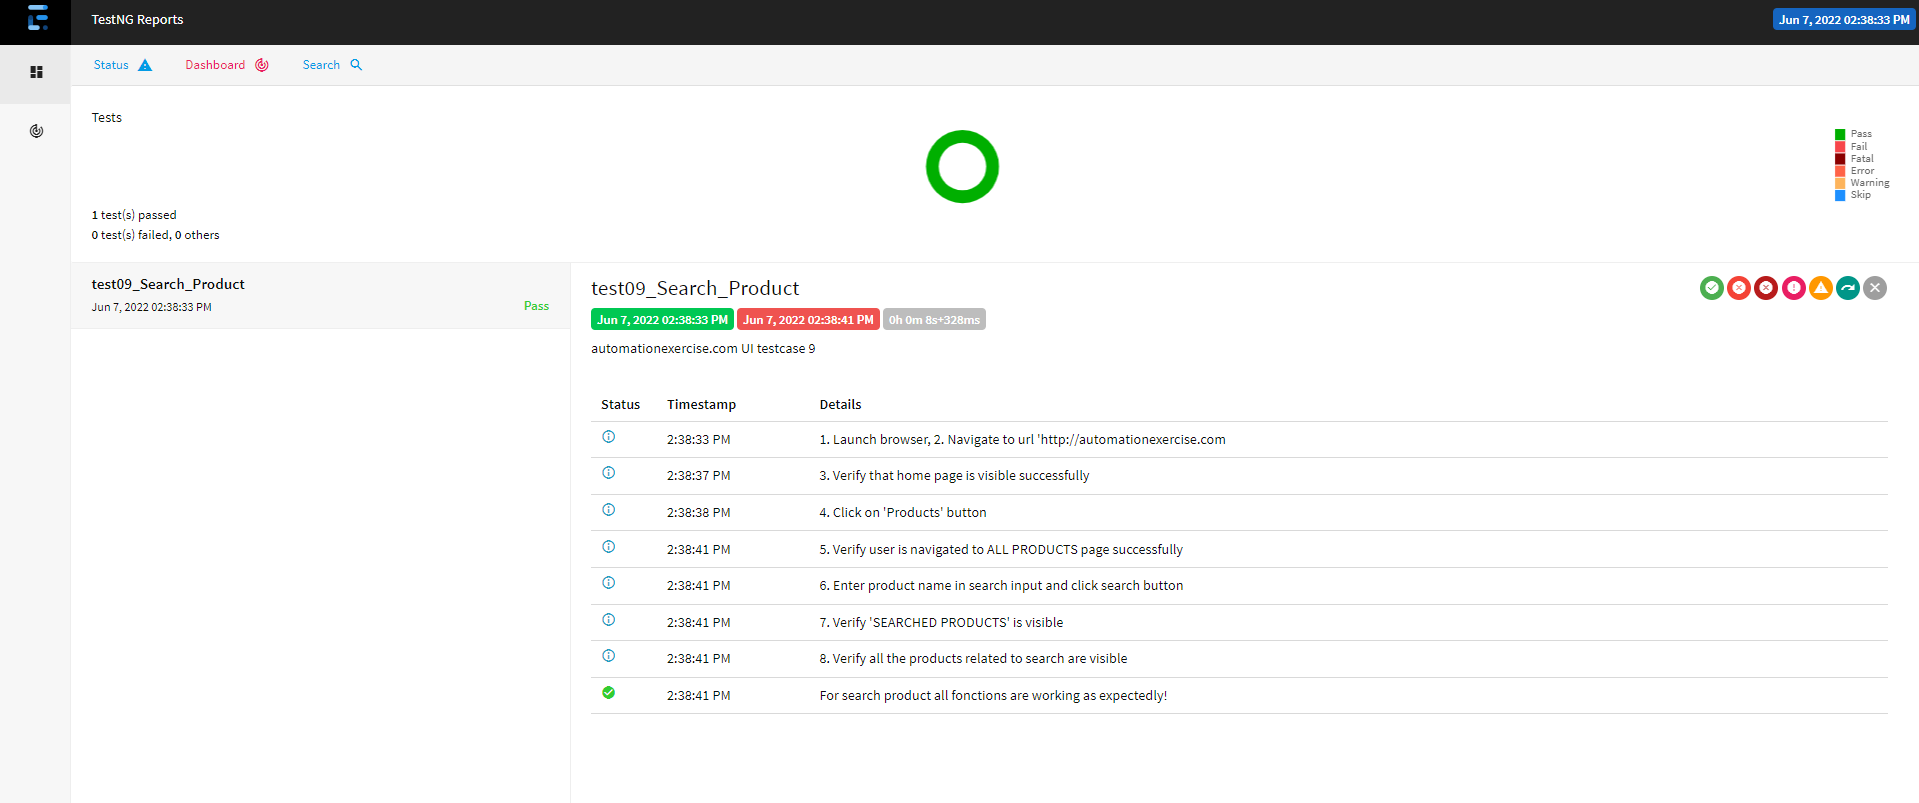 TestNG Reports
Jun 7, 2022 02:38:33 PM
Status
Dashboard
Search
Tests
Pass
Fail
Fatal
Error
Warning
Skip
1 test(s) passed
0 test(s) failed, 0 others
test09_Search_Product
Jun 7, 2022 02:38:33 PM
Pass
test09_Search_Product
Jun 7, 2022 02:38:33 PM Jun 7, 2022 02:38:41 PM 0h 0m 8s+328ms
automationexercise.com UI testcase 9
Status Timestamp Details
2:38:33 PM 1. Launch browser, 2. Navigate to url 'http://automationexercise.com
2:38:37 PM 3. Verify that home page is visible successfully
2:38:38 PM 4. Click on 'Products' button
2:38:41 PM 5. Verify user is navigated to ALL PRODUCTS page successfully
2:38:41 PM 6. Enter product name in search input and click search button
2:38:41 PM 7. Verify 'SEARCHED PRODUCTS' is visible
2:38:41 PM 8. Verify all the products related to search are visible
2:38:41 PM For search product all fonctions are working as expectedly!